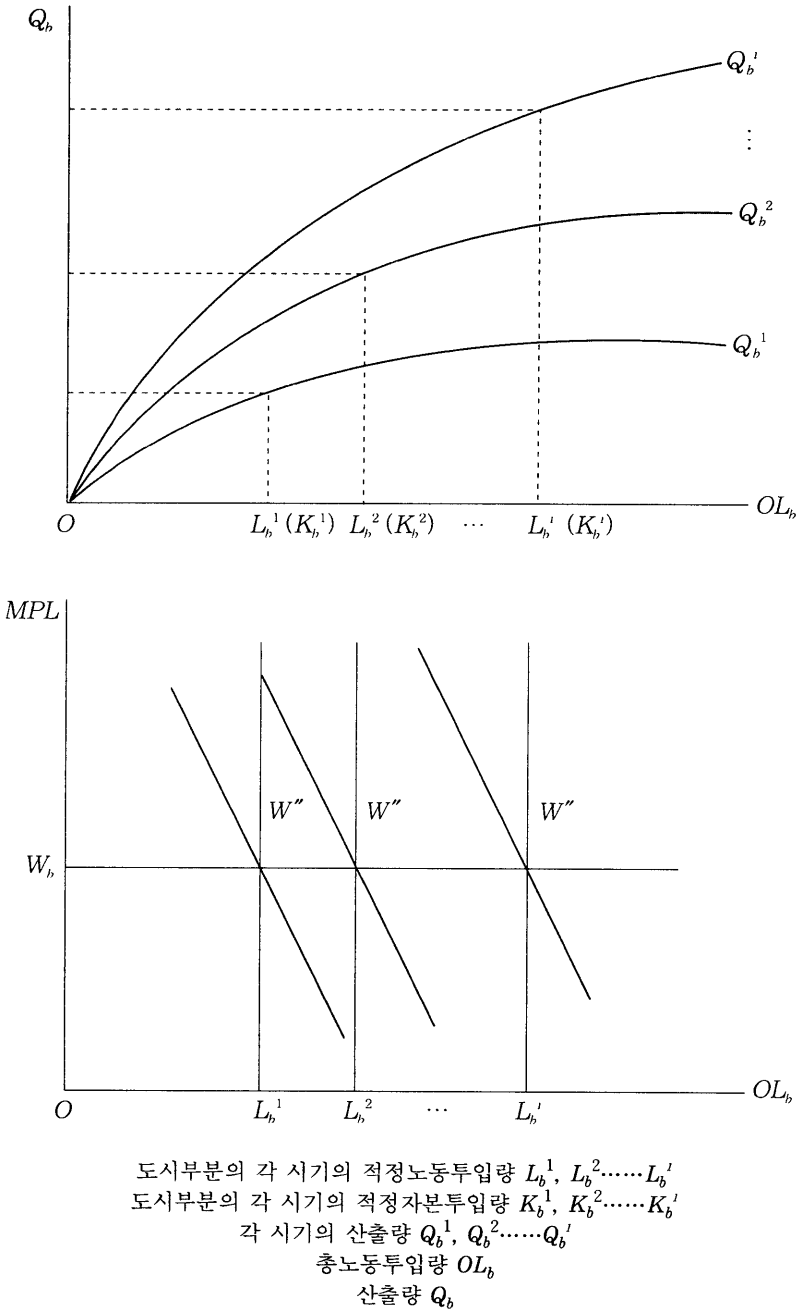 Q_b
Q_b^i
⋮
Q_b^2
Q_b^1
O L_b^1 (K_b^1) L_b^2 (K_b^2) ⋯ L_b^i (K_b^i) OL_b
MPL
W″ W″ W″
W_b
O L_b^1 L_b^2 ⋯ L_b^i OL_b
도시부분의 각 시기의 적정노동투입량 L_b^1, L_b^2⋯⋯L_b^i
도시부분의 각 시기의 적정자본투입량 K_b^1, K_b^2⋯⋯K_b^i
각 시기의 산출량 Q_b^1, Q_b^2⋯⋯Q_b^i
총노동투입량 OL_b
산출량 Q_b